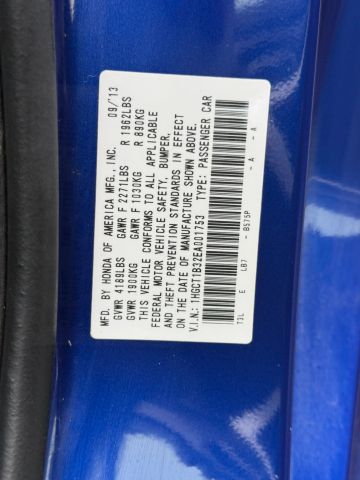 MFD. BY HONDA OF AMERICA MFG., INC. 09/13
GVWR 4189LBS GAWR F 2271LBS R 1962LBS
GVWR 1900KG GAWR F 1030KG R 890KG
THIS VEHICLE CONFORMS TO ALL APPLICABLE
FEDERAL MOTOR VEHICLE SAFETY, BUMPER,
AND THEFT PREVENTION STANDARDS IN EFFECT
ON THE DATE OF MANUFACTURE SHOWN ABOVE.
V.I.N.: 1HGCT1B32EA001753 TYPE: PASSENGER CAR
T3L E LB7 - B575P - A - A